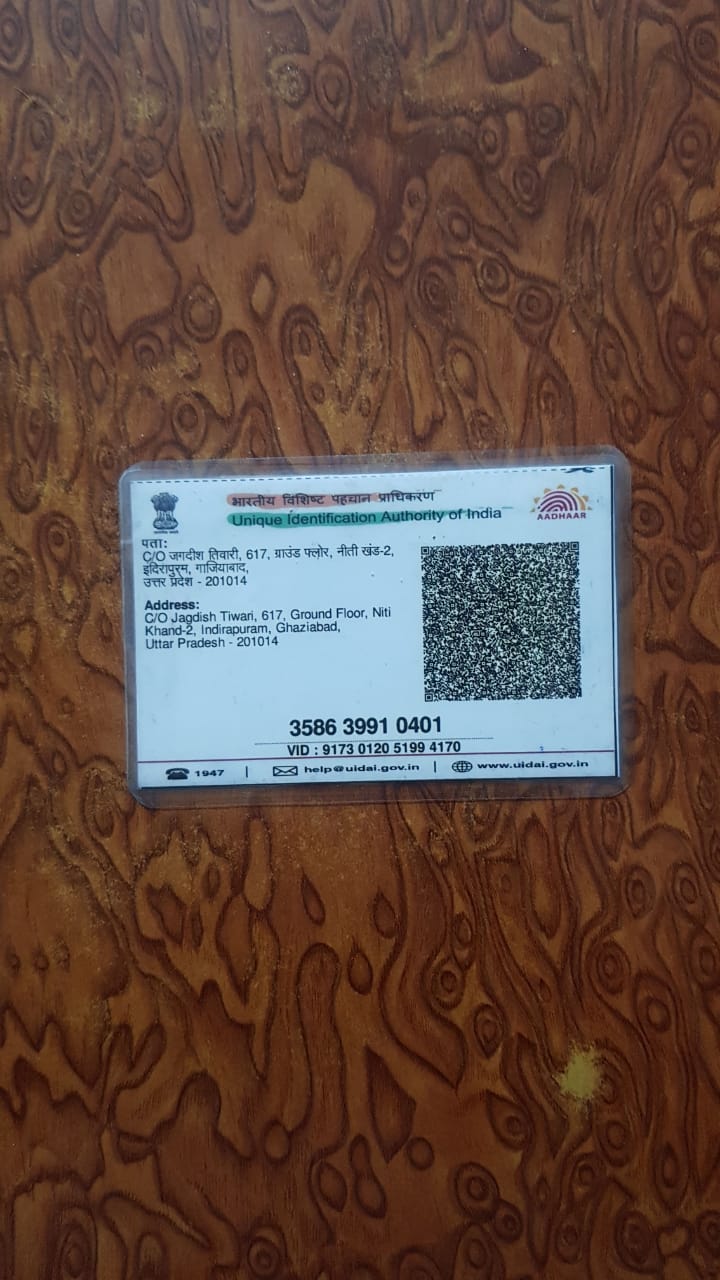 भारतीय विशिष्ट पहचान प्राधिकरण
Unique Identification Authority of India
AADHAAR
पता:
C/O जगदीश तिवारी, 617, ग्राउंड फ्लोर, नीती खंड-2,
इंदिरापुरम, गाजियाबाद,
उत्तर प्रदेश - 201014
Address:
C/O Jagdish Tiwari, 617, Ground Floor, Niti
Khand-2, Indirapuram, Ghaziabad,
Uttar Pradesh - 201014
3586 3991 0401
VID : 9173 0120 5199 4170
1947 | help@uidai.gov.in | www.uidai.gov.in